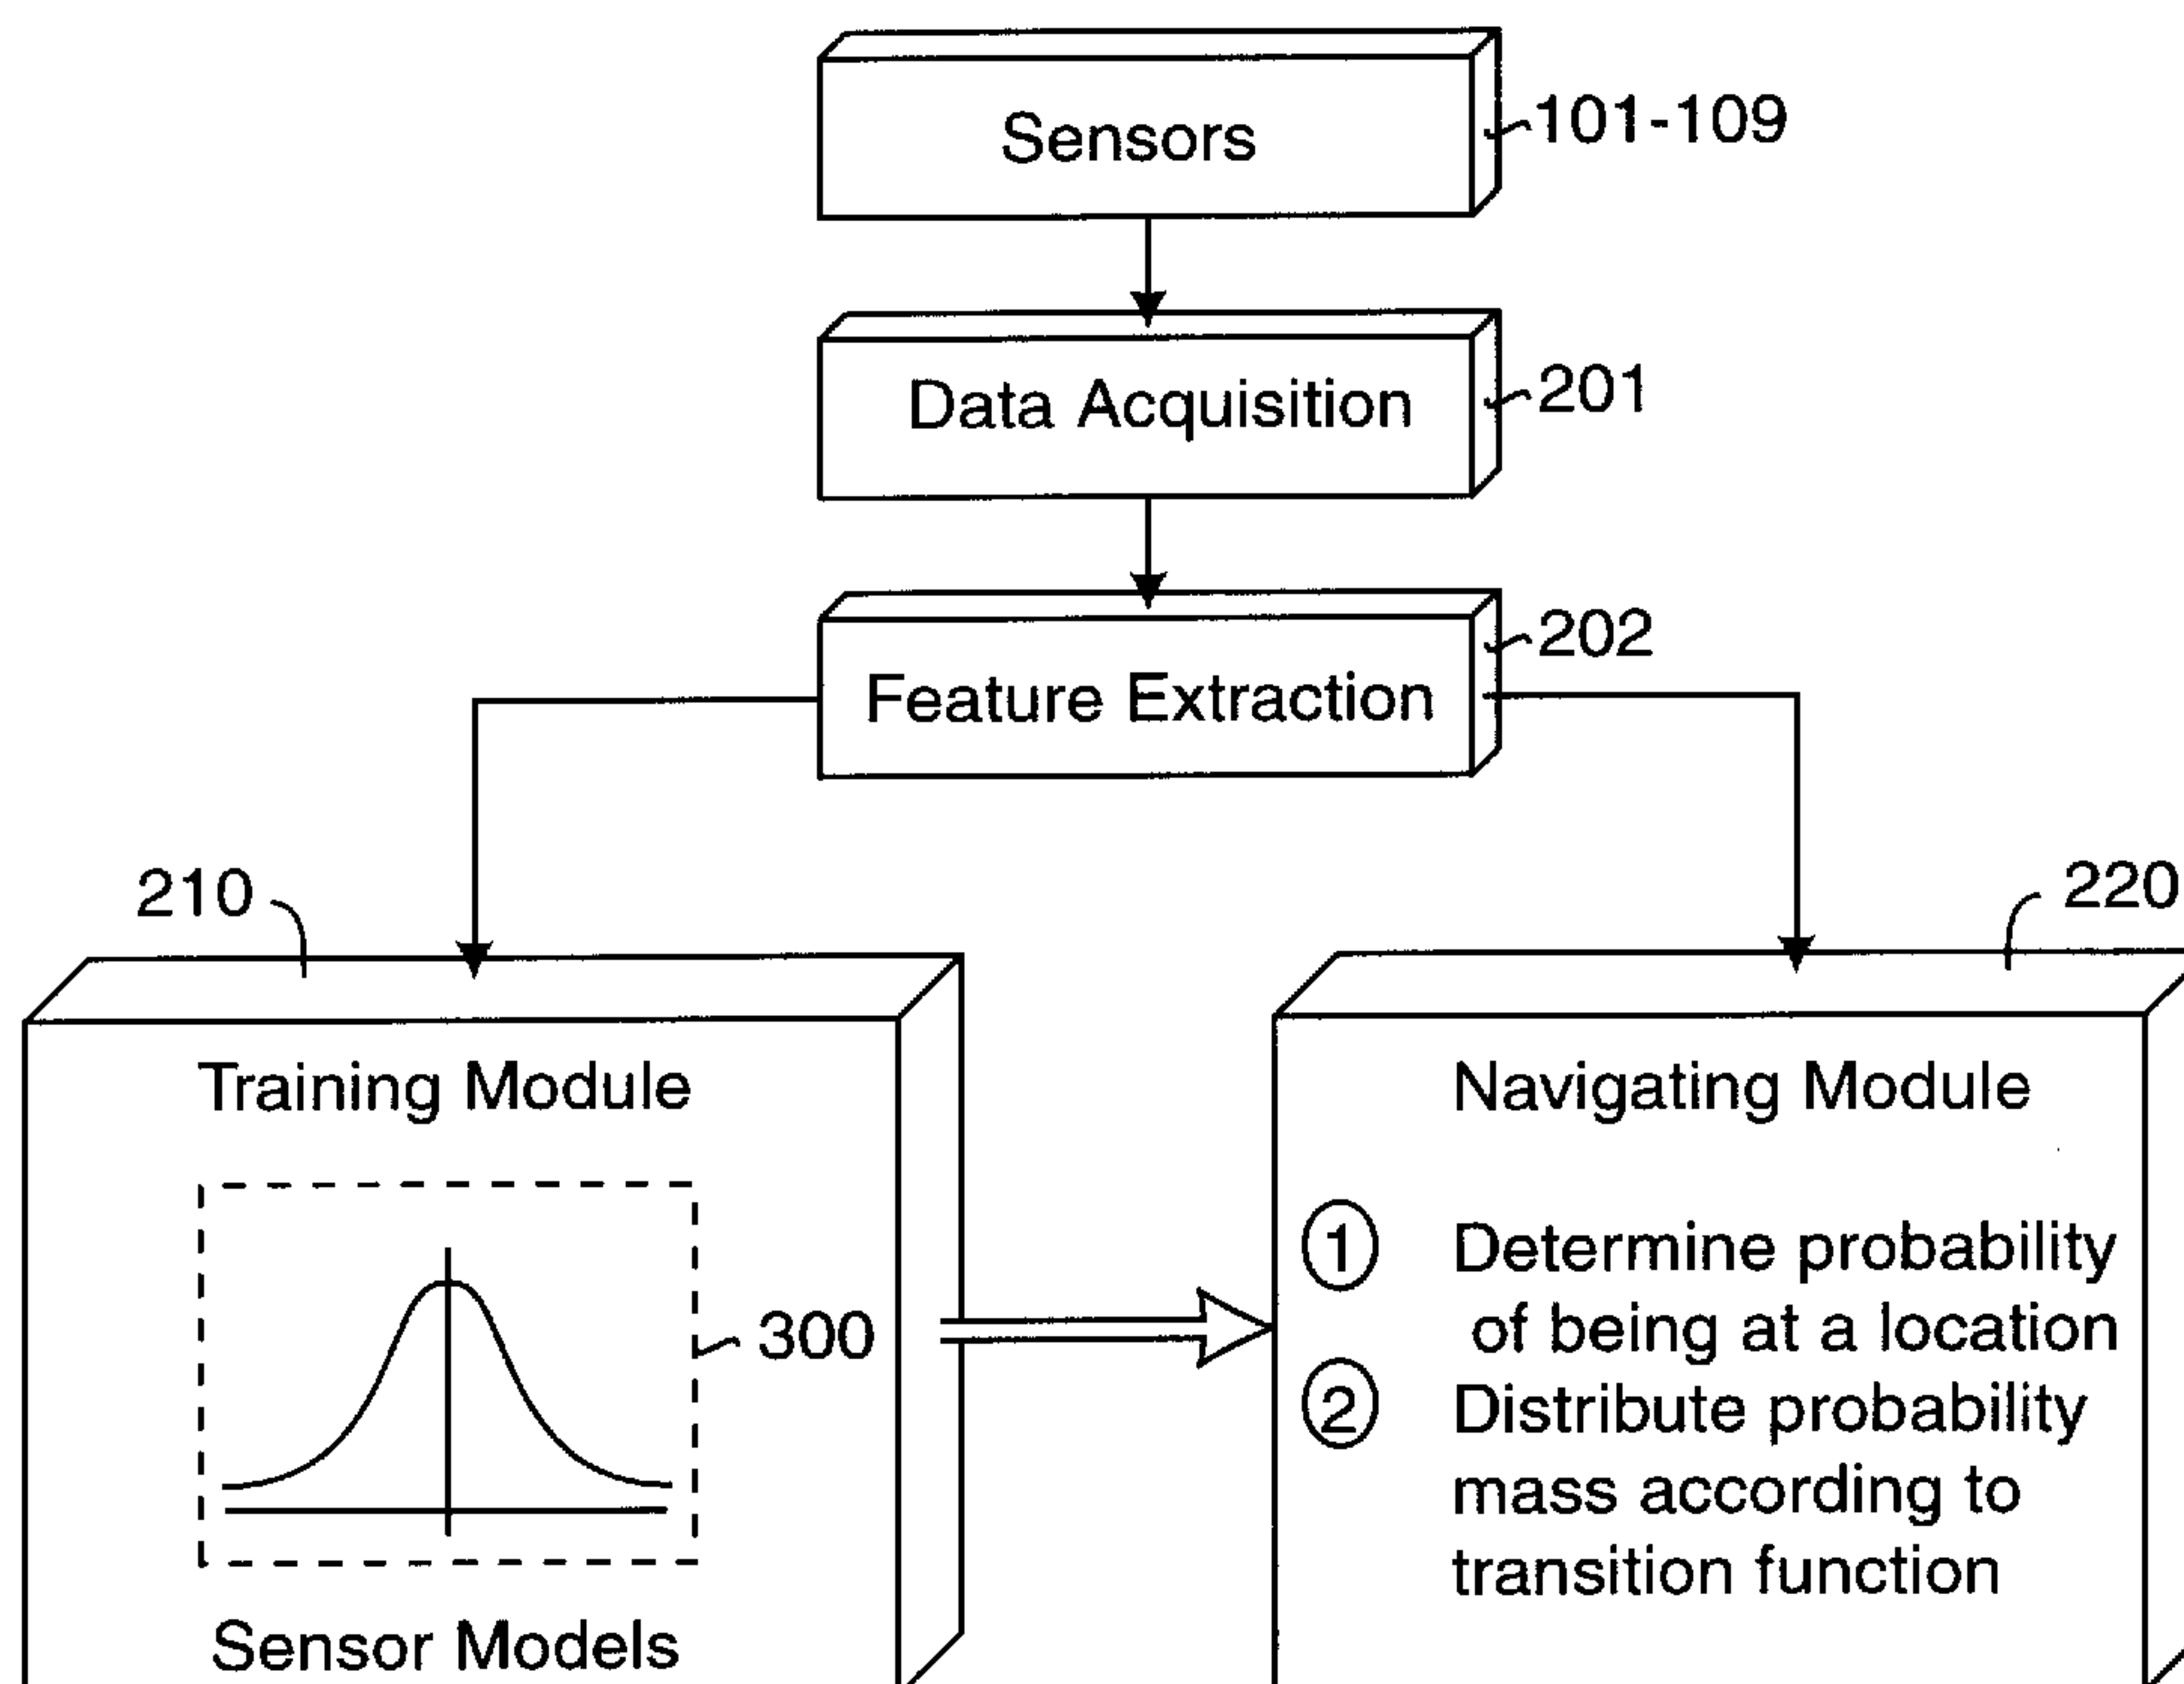 Sensors
101-109
Data Acquisition
201
Feature Extraction
202
210
220
Training Module
300
Sensor Models
Navigating Module
1 Determine probability
of being at a location
2 Distribute probability
mass according to
transition function